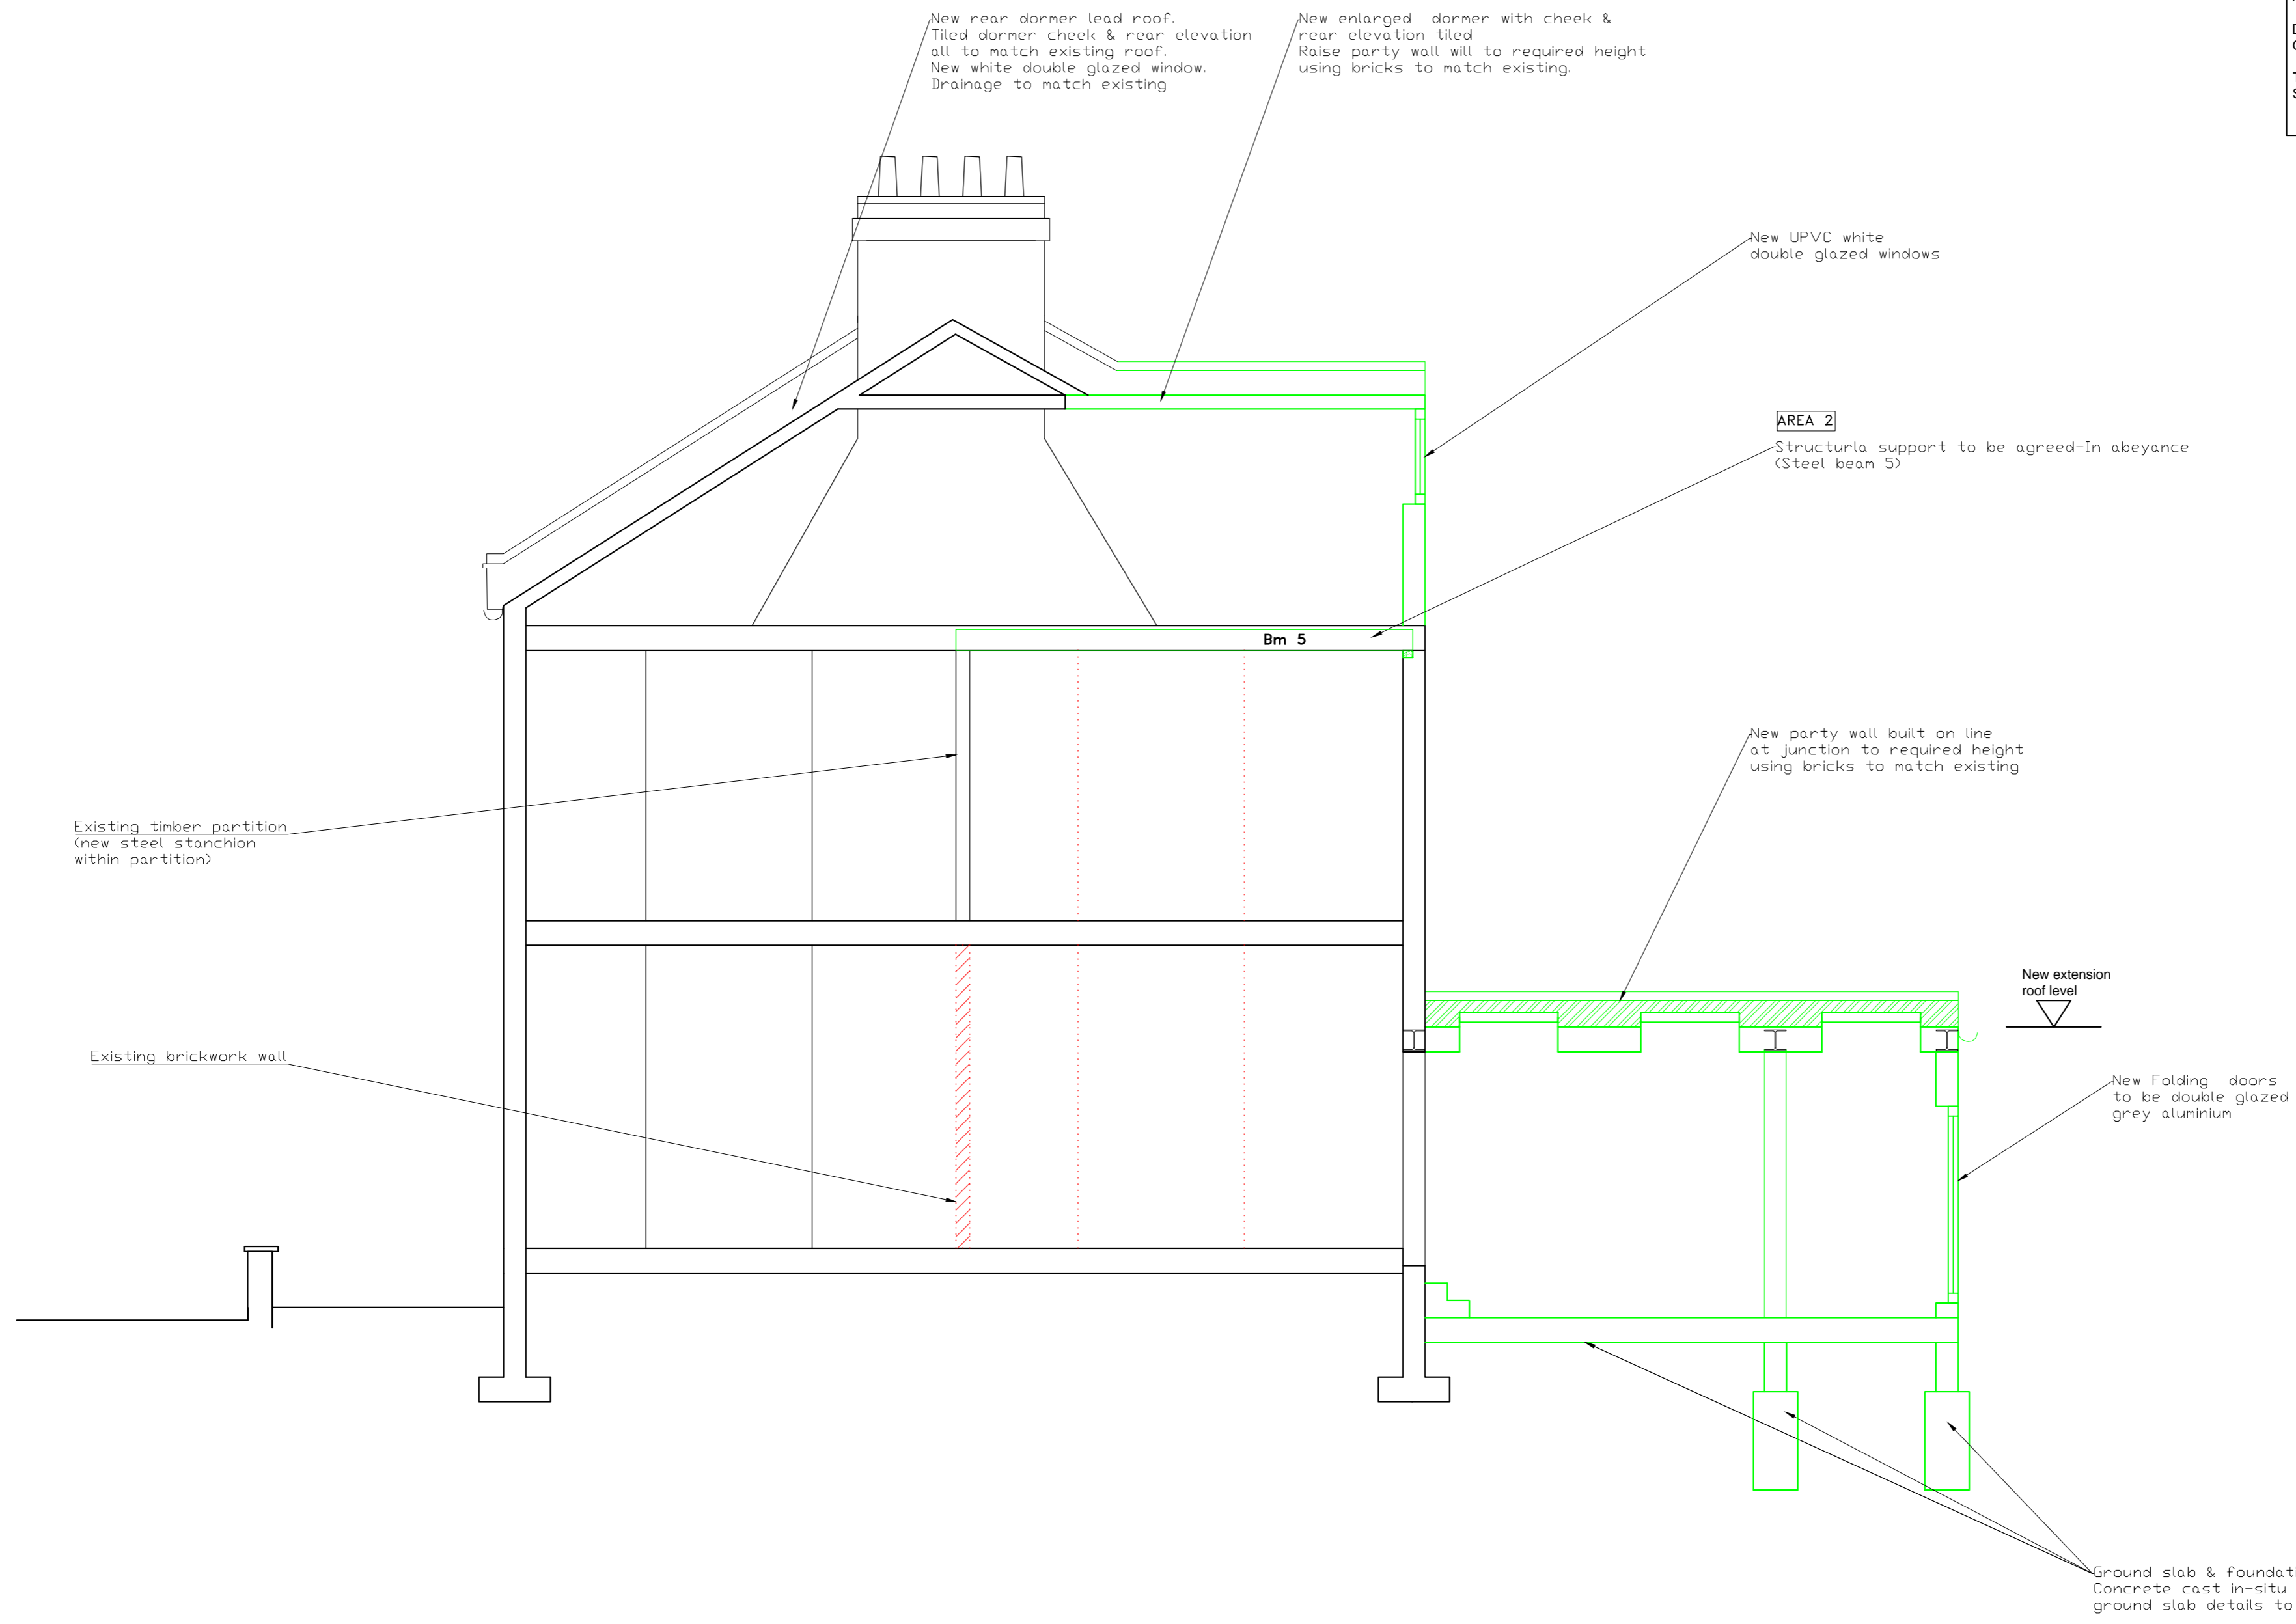 New rear dormer lead roof.
Tiled dormer cheek & rear elevation
all to match existing roof.
New white double glazed window.
Drainage to match existing
New enlarged dormer with cheek &
rear elevation tiled
Raise party wall will to required height
using bricks to match existing.
New UPVC white
double glazed windows
AREA 2
Structurla support to be agreed-In abeyance
(Steel beam 5)
Bm 5
New party wall built on line
at junction to required height
using bricks to match existing
Existing timber partition
(new steel stanchion
within partition)
New extension
roof level
Existing brickwork wall
New Folding doors
to be double glazed
grey aluminium
Ground slab & foundat
Concrete cast in-situ
ground slab details to